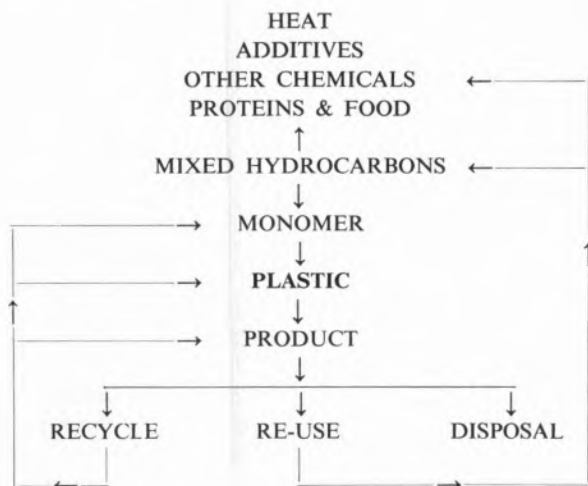 HEAT
ADDITIVES
OTHER CHEMICALS
PROTEINS & FOOD
MIXED HYDROCARBONS
MONOMER
PLASTIC
PRODUCT
RECYCLE RE-USE DISPOSAL